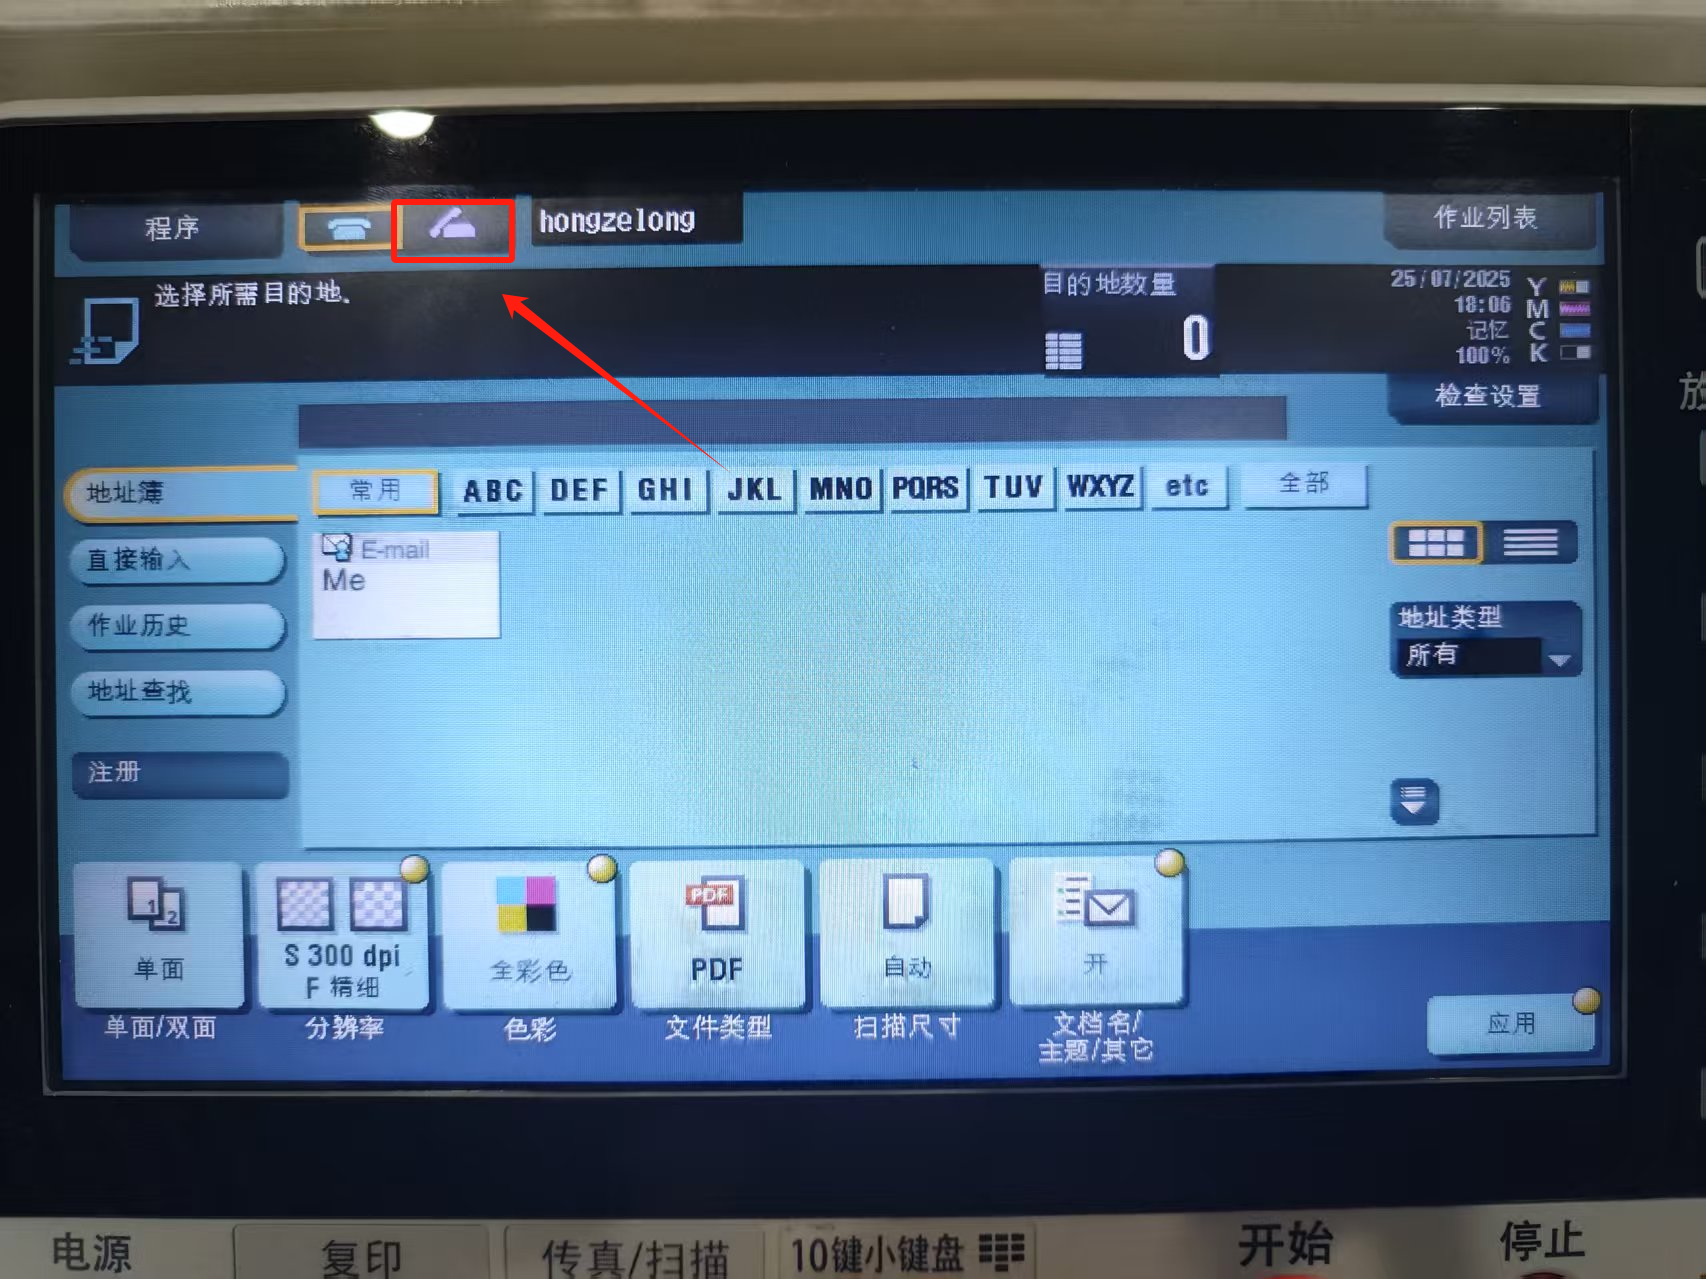 程序
hongzelong
作业列表
选择所需目的地.
目的地数量
0
25/07/2025
18:06
记忆
100%
Y
M
C
K
检查设置
地址簿
常用
ABC
DEF
GHI
JKL
MNO
PQRS
TUV
WXYZ
etc
全部
直接输入
E-mail
Me
作业历史
地址类型
所有
地址查找
注册
1
2
单面
S 300 dpi
F 精细
全彩色
PDF
PDF
自动
开
单面/双面
分辨率
色彩
文件类型
扫描尺寸
文档名/
主题/其它
应用
电源
复印
传真/扫描
10键小键盘
开始
停止